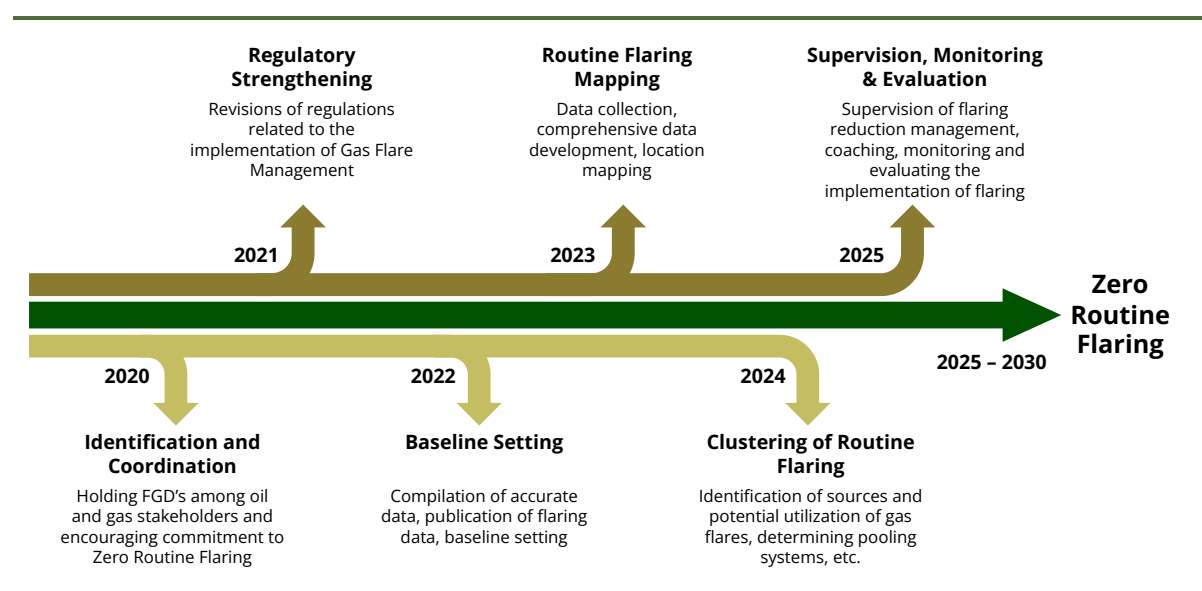 Regulatory
Strengthening
Revisions of regulations
related to the
implementation of Gas Flare
Management
Routine Flaring
Mapping
Data collection,
comprehensive data
development, location
mapping
Supervision, Monitoring
& Evaluation
Supervision of flaring
reduction management,
coaching, monitoring and
evaluating the
implementation of flaring
2021
2023
2025
Zero
Routine
Flaring
2025 – 2030
2020
2022
2024
Identification and
Coordination
Holding FGD’s among oil
and gas stakeholders and
encouraging commitment to
Zero Routine Flaring
Baseline Setting
Compilation of accurate
data, publication of flaring
data, baseline setting
Clustering of Routine
Flaring
Identification of sources and
potential utilization of gas
flares, determining pooling
systems, etc.